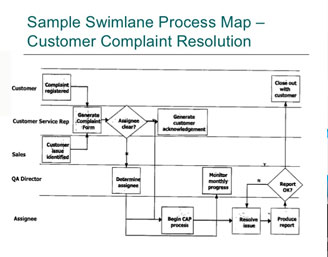 Sample Swimlane Process Map –
Customer Complaint Resolution
Customer
Complaint
registered
Close out
with
customer
Customer Service Rep
Generate
Complaint
Form
Assignee
clear?
Generate
customer
acknowledgement
Sales
Customer
issue
identified
QA Director
Determine
assignee
Monitor
monthly
progress
N
Y
Report
OK?
Assignee
Begin CAP
process
Resolve
issue
Produce
report